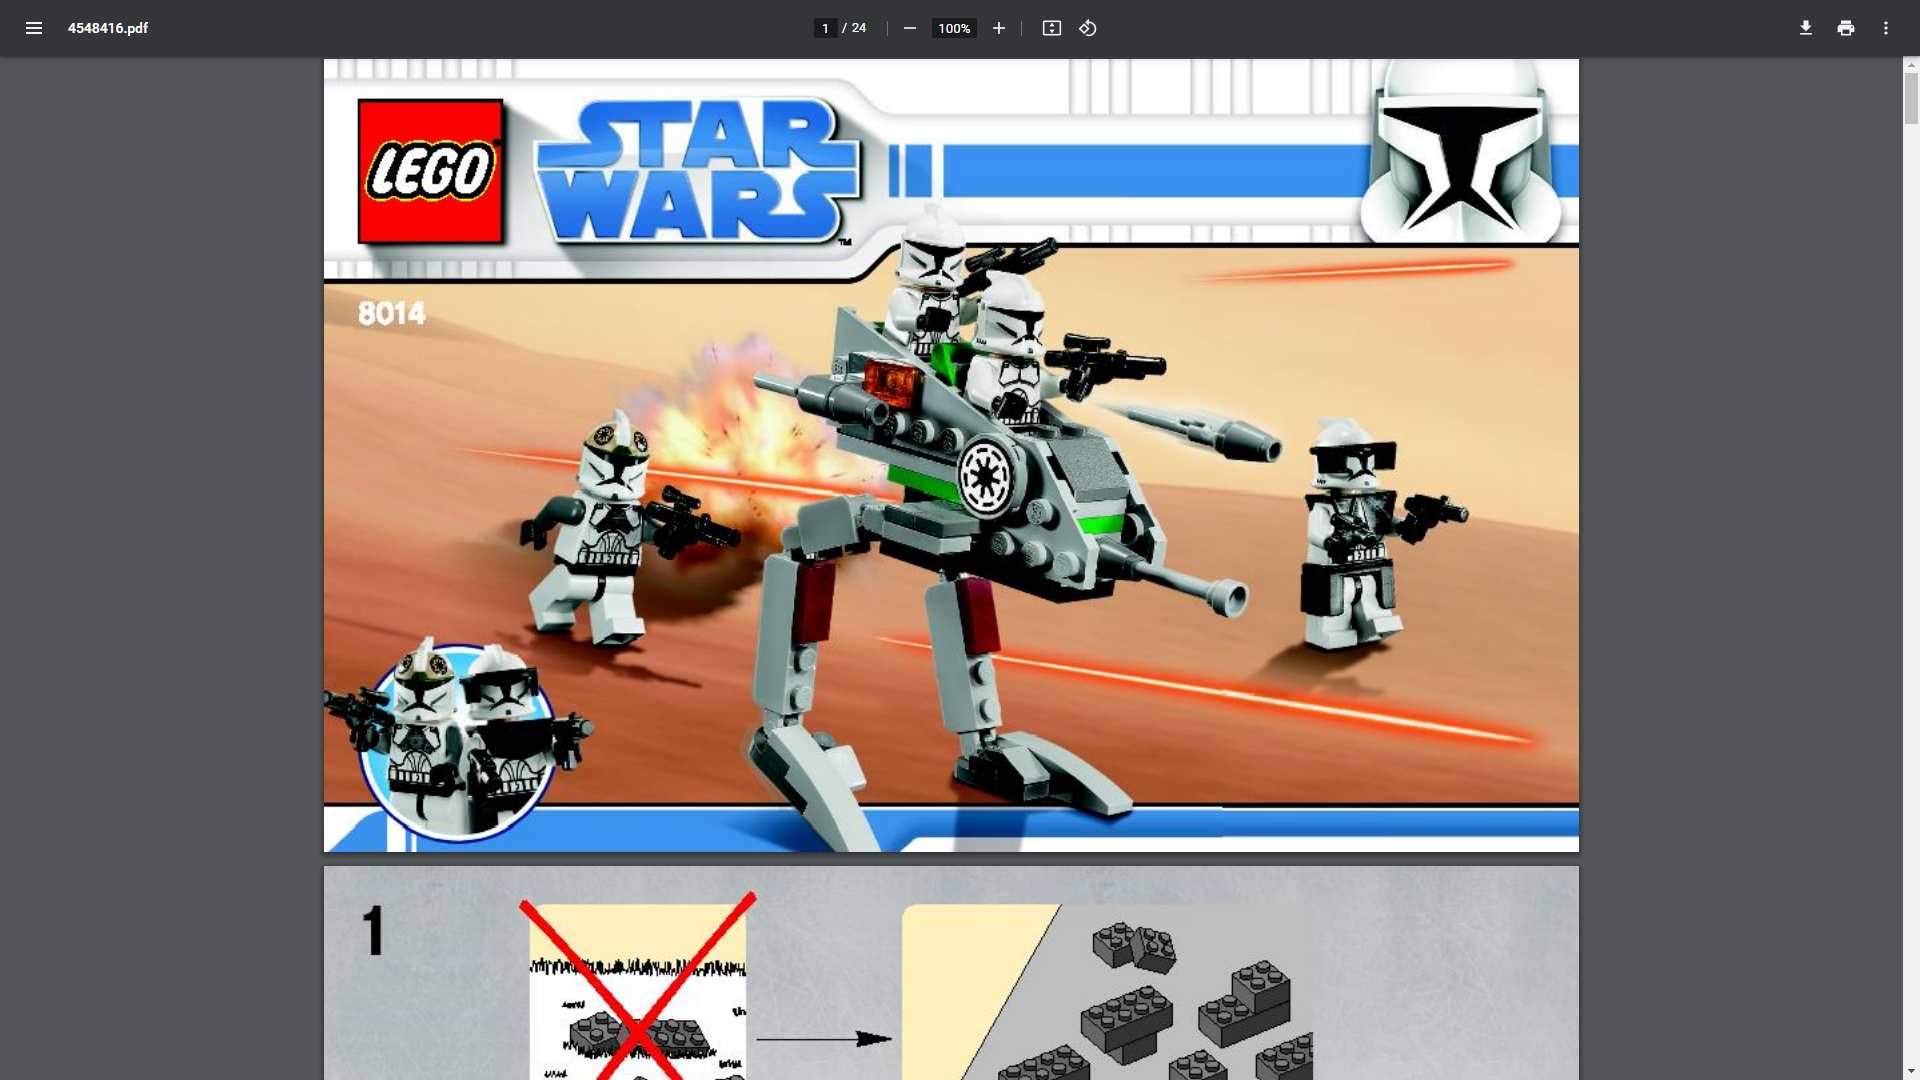 4548416.pdf
1 / 24
100%
LEGO
STAR
WARS
TM
8014
1